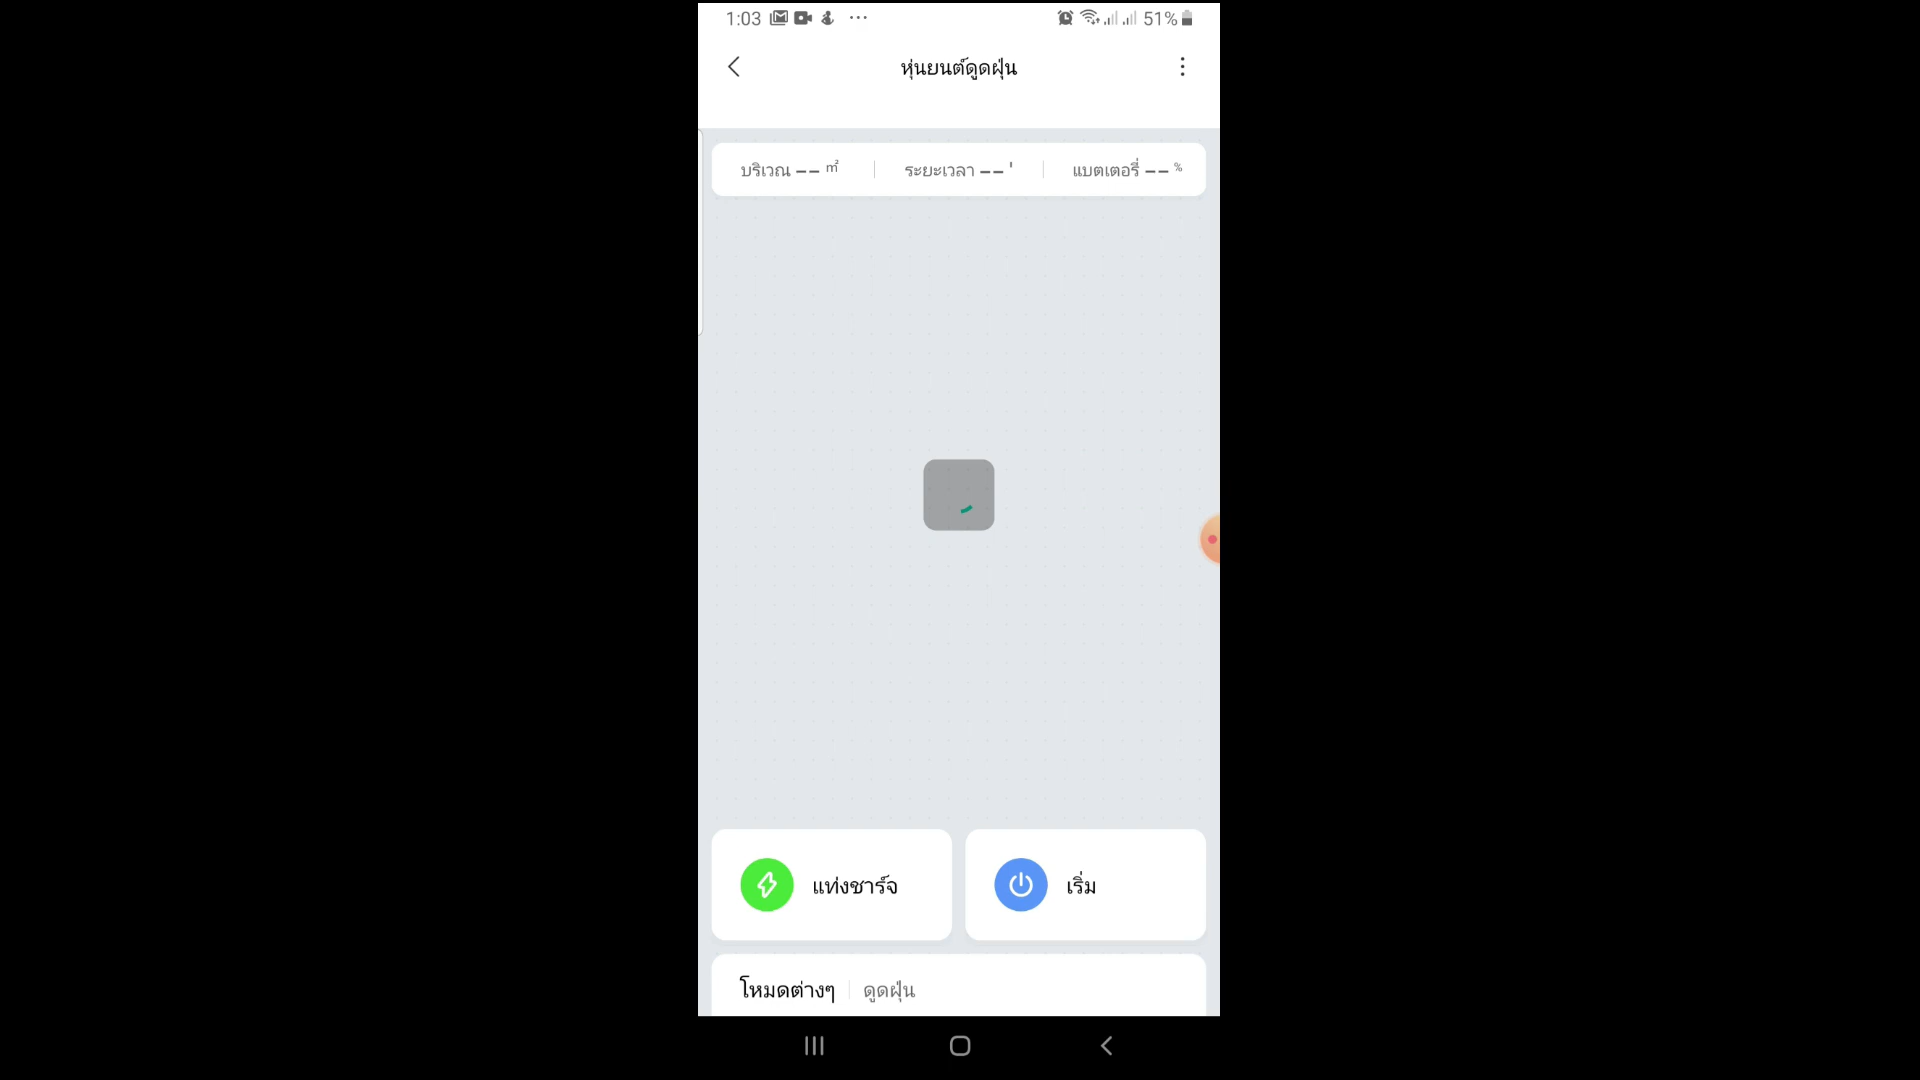 1:03 51%
หุ่นยนต์ดูดฝุ่น
บริเวณ -- m² ระยะเวลา -- ' แบตเตอรี่ -- %
แท่งชาร์จ เริ่ม
โหมดต่างๆ ดูดฝุ่น